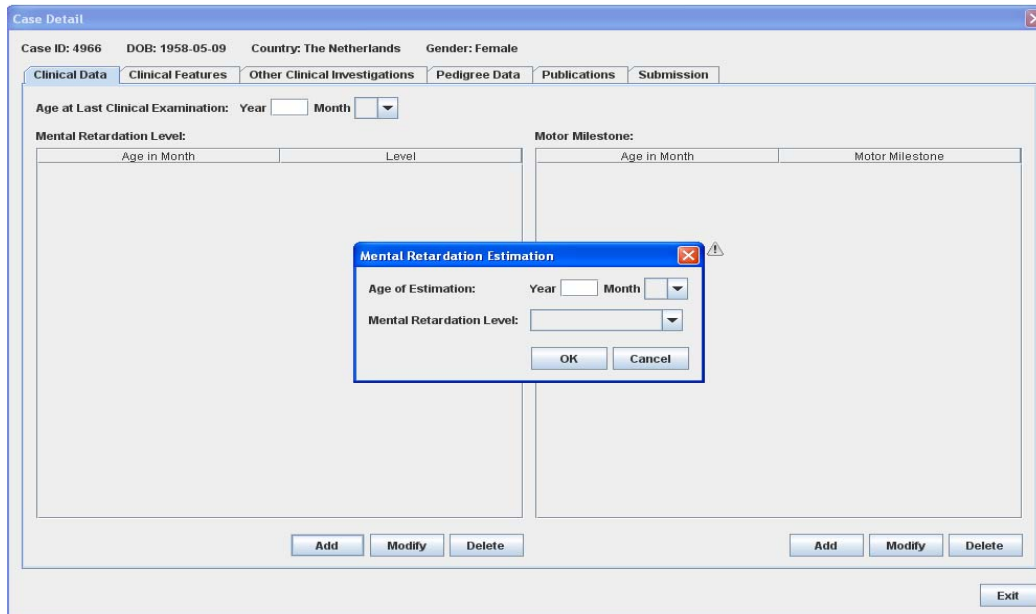 Case Detail
Case ID: 4966 DOB: 1958-05-09 Country: The Netherlands Gender: Female
Clinical Data Clinical Features Other Clinical Investigations Pedigree Data Publications Submission
Age at Last Clinical Examination: Year Month
Mental Retardation Level: Motor Milestone:
Age in Month Level Age in Month Motor Milestone
Mental Retardation Estimation
Age of Estimation: Year Month
Mental Retardation Level:
OK Cancel
Add Modify Delete Add Modify Delete
Exit